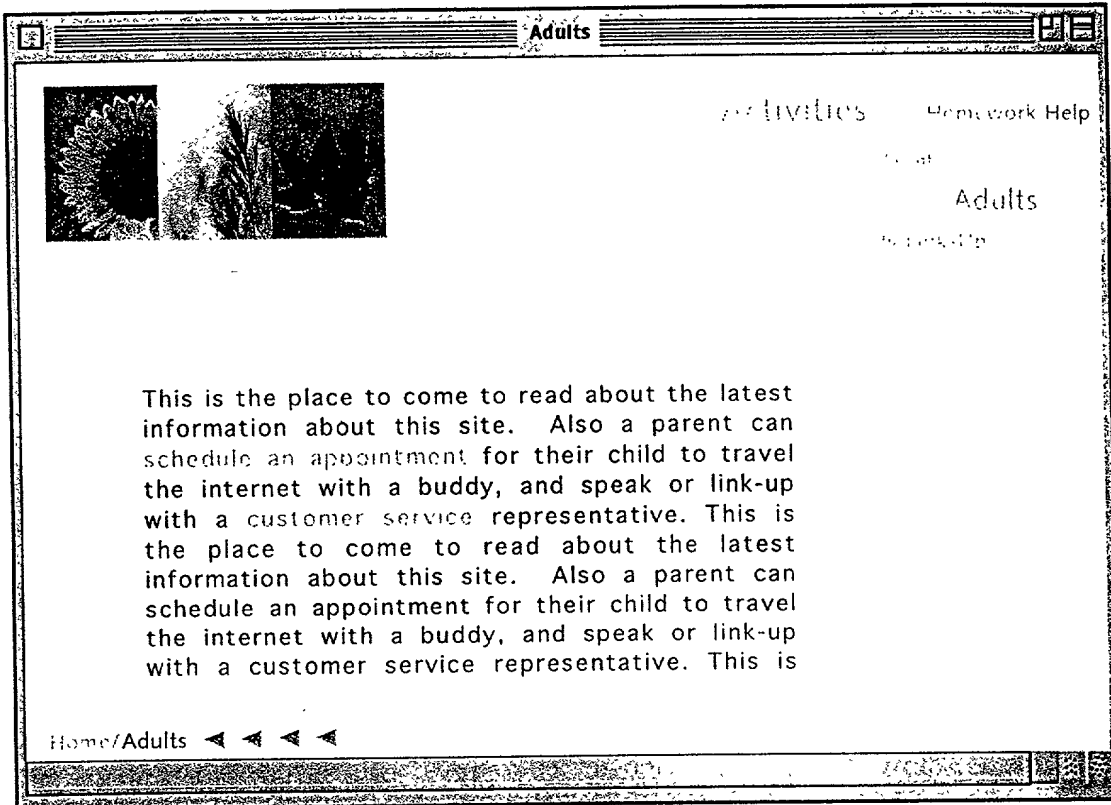 Adults
Activities
Homework Help
Adults
This is the place to come to read about the latest
information about this site. Also a parent can
schedule an appointment for their child to travel
the internet with a buddy, and speak or link-up
with a customer service representative. This is
the place to come to read about the latest
information about this site. Also a parent can
schedule an appointment for their child to travel
the internet with a buddy, and speak or link-up
with a customer service representative. This is
Home/Adults